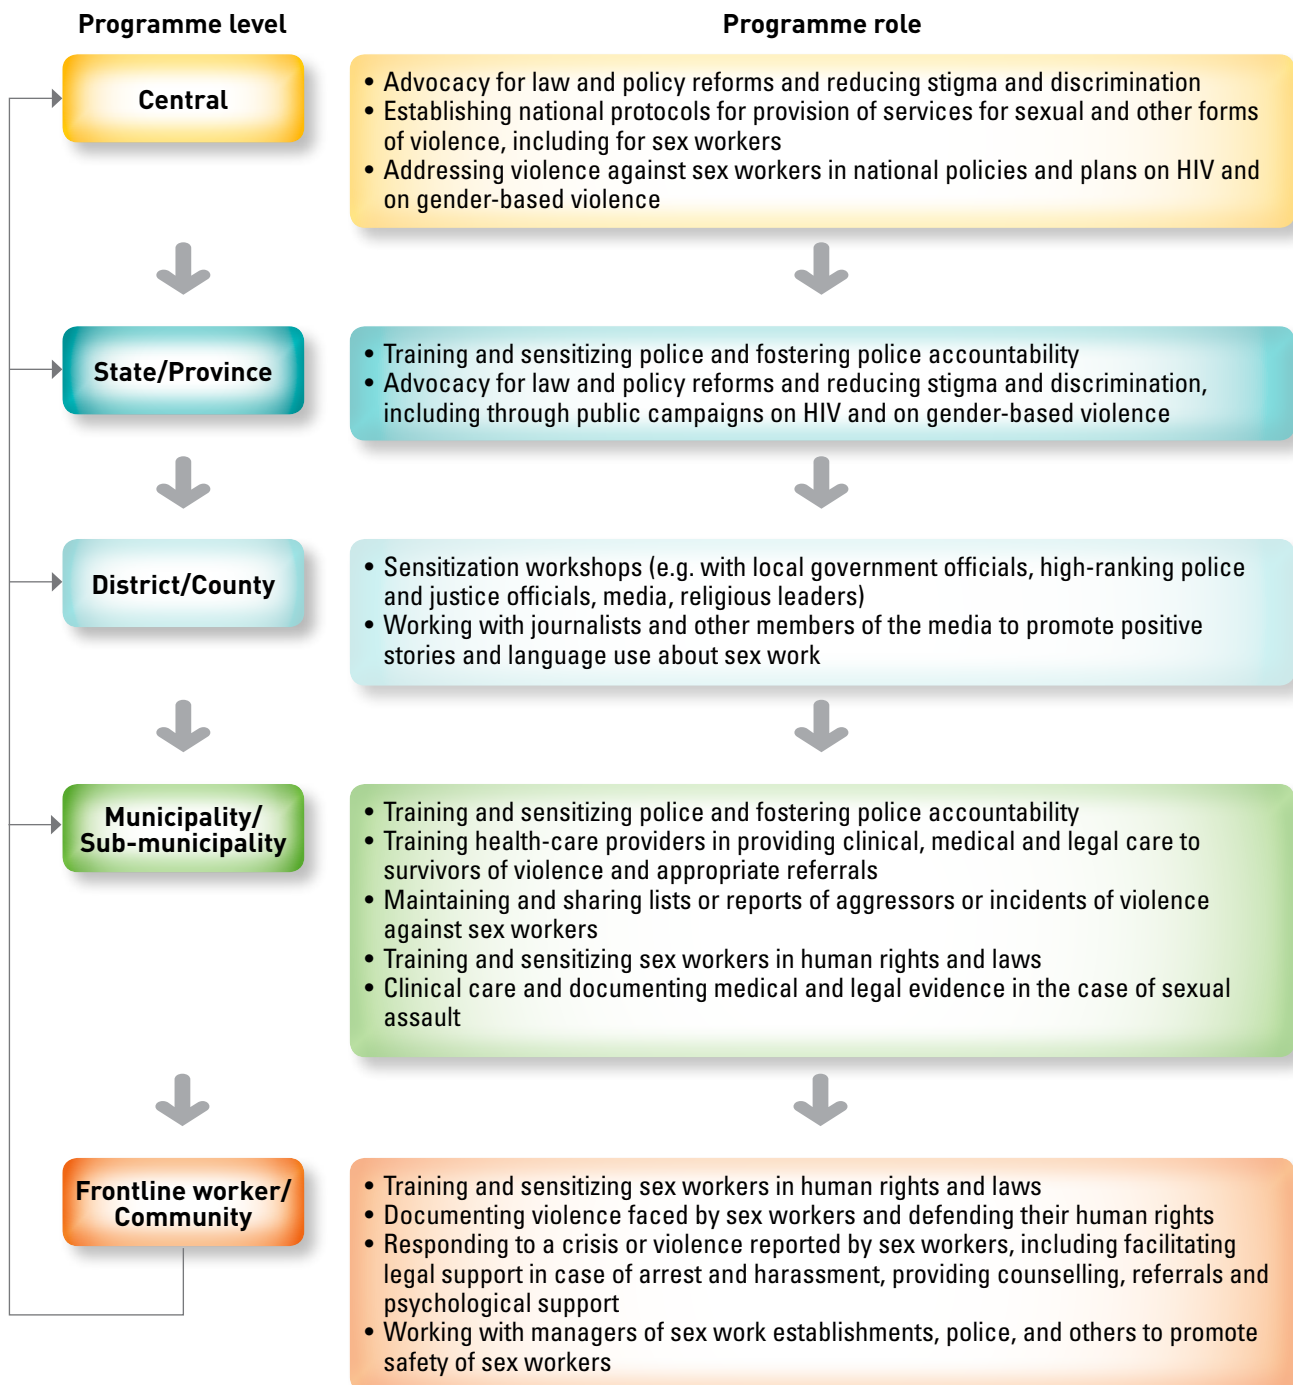 Programme level
Programme role
Central
• Advocacy for law and policy reforms and reducing stigma and discrimination
• Establishing national protocols for provision of services for sexual and other forms
of violence, including for sex workers
• Addressing violence against sex workers in national policies and plans on HIV and
on gender-based violence
State/Province
• Training and sensitizing police and fostering police accountability
• Advocacy for law and policy reforms and reducing stigma and discrimination,
including through public campaigns on HIV and on gender-based violence
District/County
• Sensitization workshops (e.g. with local government officials, high-ranking police
and justice officials, media, religious leaders)
• Working with journalists and other members of the media to promote positive
stories and language use about sex work
Municipality/
Sub-municipality
• Training and sensitizing police and fostering police accountability
• Training health-care providers in providing clinical, medical and legal care to
survivors of violence and appropriate referrals
• Maintaining and sharing lists or reports of aggressors or incidents of violence
against sex workers
• Training and sensitizing sex workers in human rights and laws
• Clinical care and documenting medical and legal evidence in the case of sexual
assault
Frontline worker/
Community
• Training and sensitizing sex workers in human rights and laws
• Documenting violence faced by sex workers and defending their human rights
• Responding to a crisis or violence reported by sex workers, including facilitating
legal support in case of arrest and harassment, providing counselling, referrals and
psychological support
• Working with managers of sex work establishments, police, and others to promote
safety of sex workers